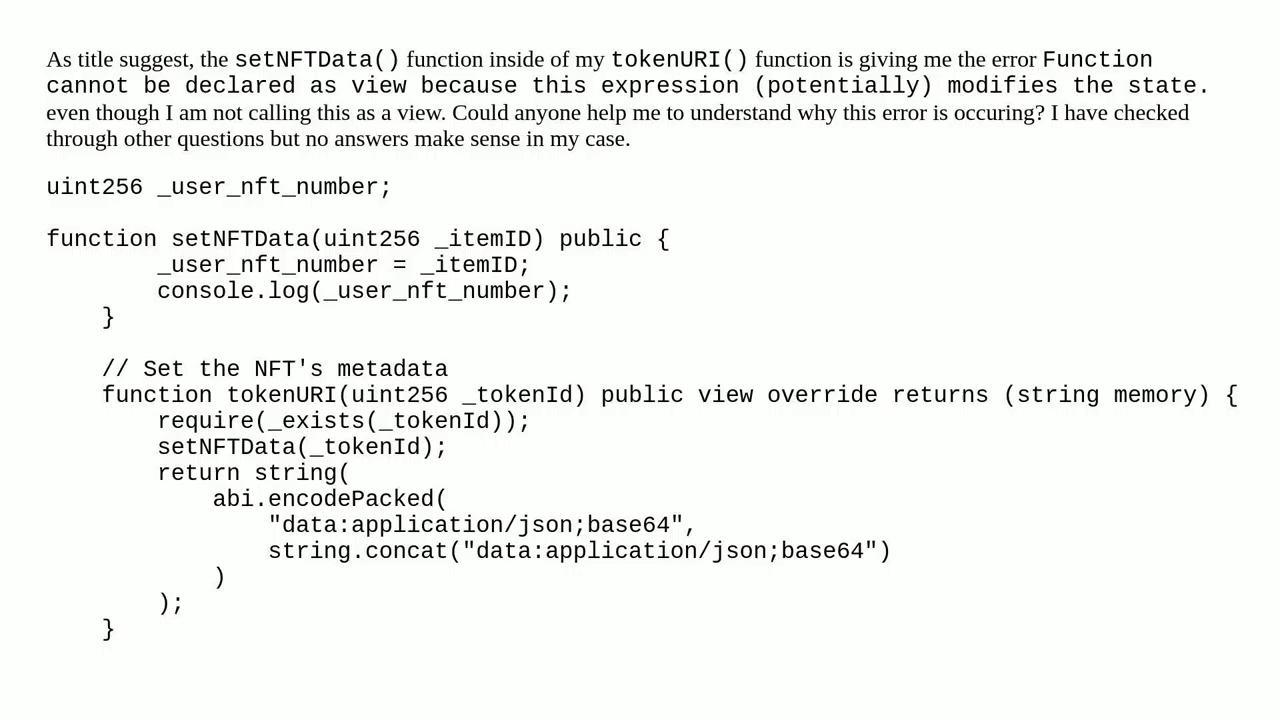 As title suggest, the setNFTData() function inside of my tokenURI() function is giving me the error Function
cannot be declared as view because this expression (potentially) modifies the state.
even though I am not calling this as a view. Could anyone help me to understand why this error is occuring? I have checked
through other questions but no answers make sense in my case.
uint256 _user_nft_number;
function setNFTData(uint256 _itemID) public {
_user_nft_number = _itemID;
console.log(_user_nft_number);
}
// Set the NFT's metadata
function tokenURI(uint256 _tokenId) public view override returns (string memory) {
require(_exists(_tokenId));
setNFTData(_tokenId);
return string(
abi.encodePacked(
"data:application/json;base64",
string.concat("data:application/json;base64")
)
);
}